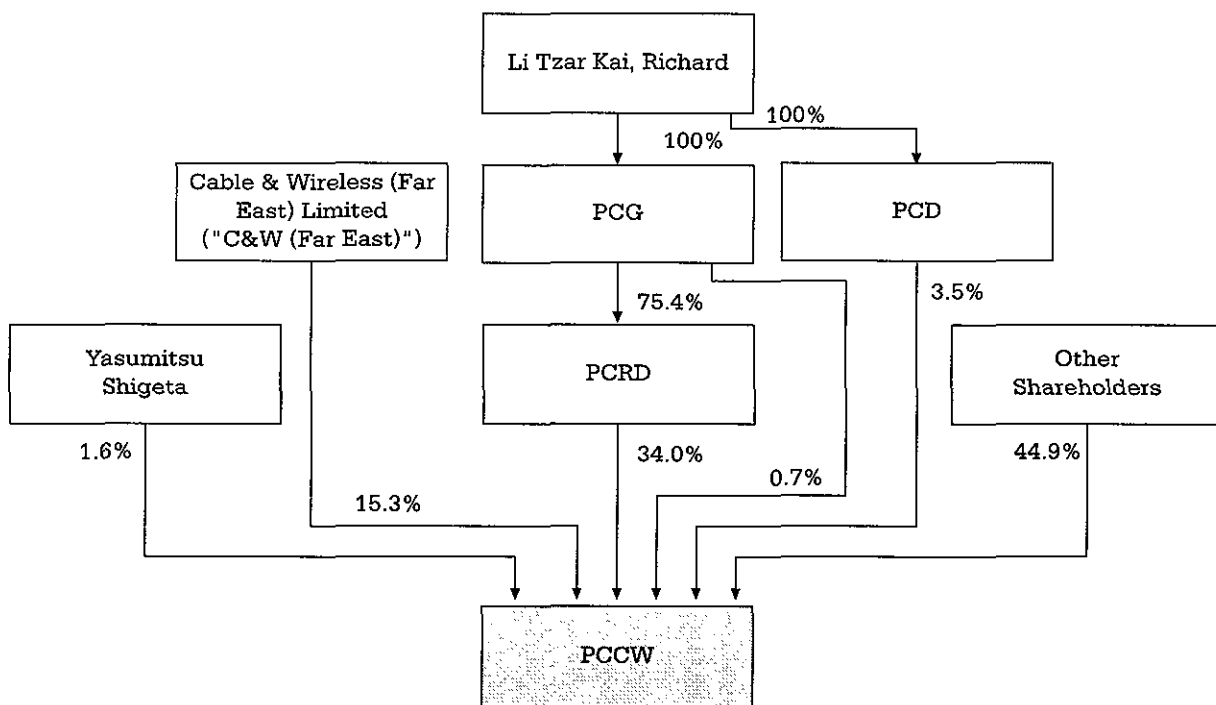 Li Tzar Kai, Richard
100%
100%
Cable & Wireless (Far
East) Limited
("C&W (Far East)")
PCG
PCD
75.4%
3.5%
Yasumitsu
Shigeta
PCRD
Other
Shareholders
1.6%
34.0%
44.9%
0.7%
15.3%
PCCW